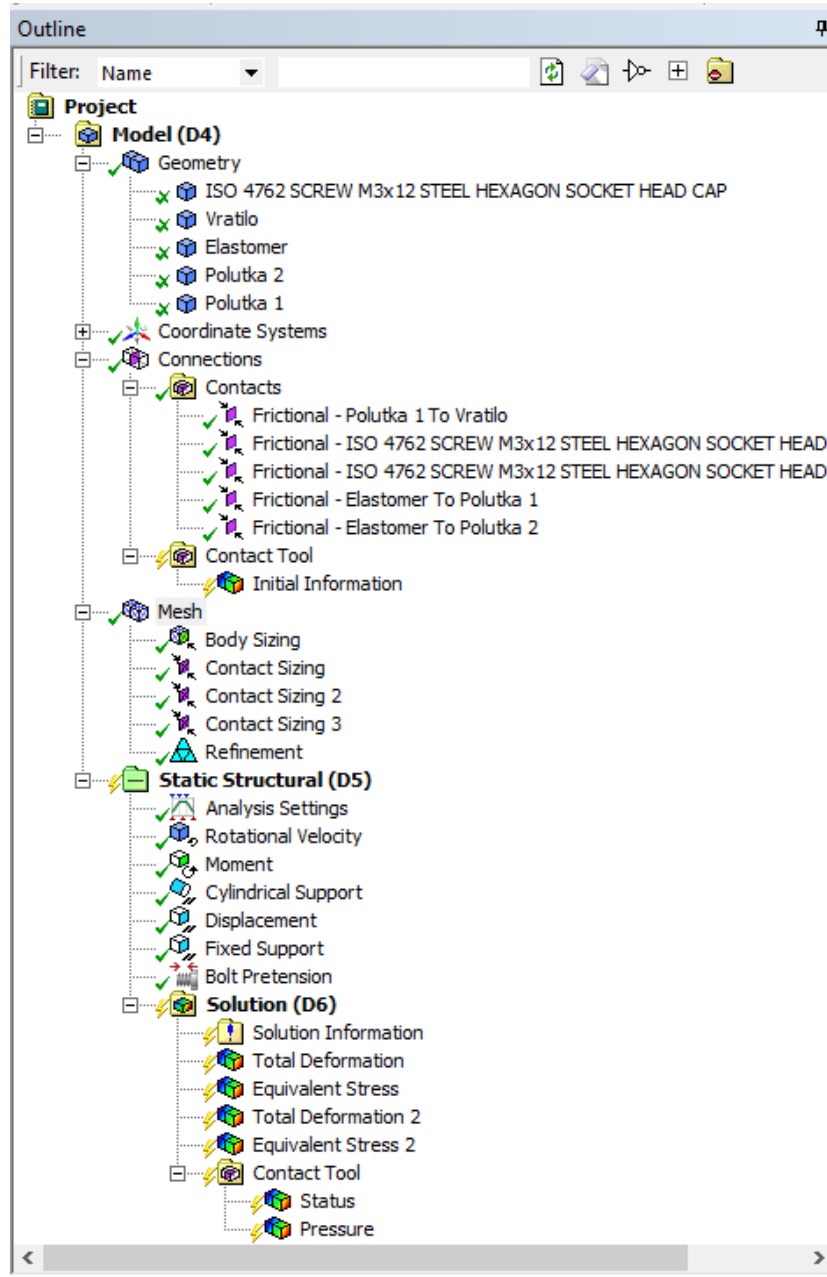 Outline
Filter: Name
Project
Model (D4)
Geometry
ISO 4762 SCREW M3x12 STEEL HEXAGON SOCKET HEAD CAP
Vratilo
Elastomer
Polutka 2
Polutka 1
Coordinate Systems
Connections
Contacts
Frictional - Polutka 1 To Vratilo
Frictional - ISO 4762 SCREW M3x12 STEEL HEXAGON SOCKET HEAD
Frictional - ISO 4762 SCREW M3x12 STEEL HEXAGON SOCKET HEAD
Frictional - Elastomer To Polutka 1
Frictional - Elastomer To Polutka 2
Contact Tool
Initial Information
Mesh
Body Sizing
Contact Sizing
Contact Sizing 2
Contact Sizing 3
Refinement
Static Structural (D5)
Analysis Settings
Rotational Velocity
Moment
Cylindrical Support
Displacement
Fixed Support
Bolt Pretension
Solution (D6)
Solution Information
Total Deformation
Equivalent Stress
Total Deformation 2
Equivalent Stress 2
Contact Tool
Status
Pressure